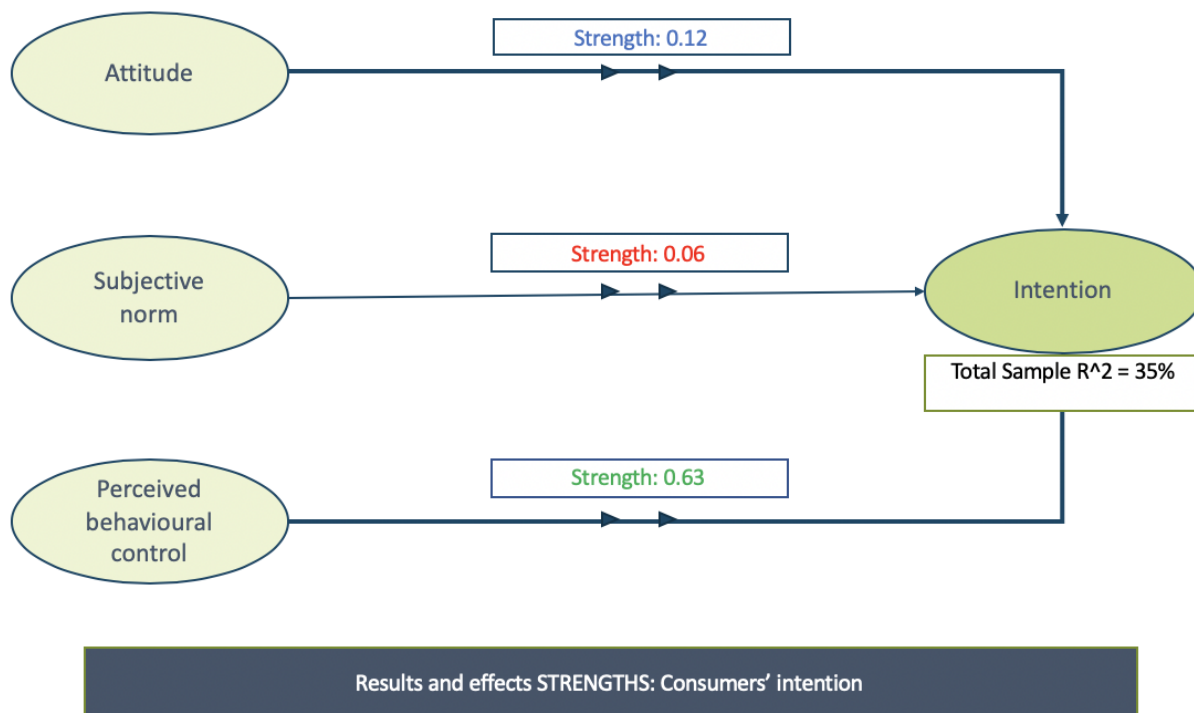 Strength: 0.12
Attitude
Strength: 0.06
Subjective
norm
Intention
Total Sample R^2 = 35%
Strength: 0.63
Perceived
behavioural
control
Results and effects STRENGTHS: Consumers’ intention